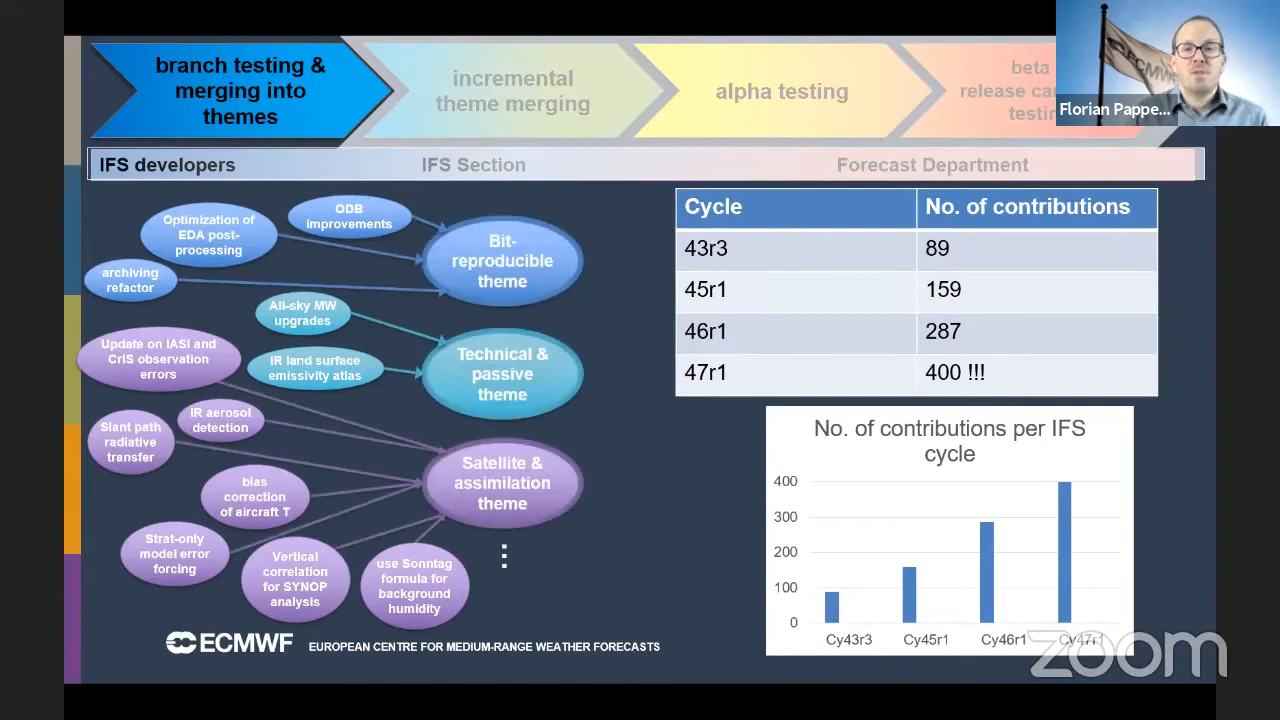 branch testing &
merging into
themes
incremental
theme merging
alpha testing
beta
release
Florian Pappe...
IFS developers
IFS Section
Forecast Department
Optimization of
EDA post-
processing
ODB
improvements
archiving
refactor
Bit-
reproducible
theme
All-sky MW
upgrades
IR land surface
emissivity atlas
Technical &
passive
theme
Update on IASI and
CrIS observation
errors
IR aerosol
detection
Slant path
radiative
transfer
bias
correction
of aircraft T
Strat-only
model error
forcing
Vertical
correlation
for SYNOP
analysis
use Sonntag
formula for
background
humidity
Satellite &
assimilation
theme
Cycle No. of contributions
43r3 89
45r1 159
46r1 287
47r1 400 !!!
No. of contributions per IFS
cycle
400
300
200
100
0
Cy43r3 Cy45r1 Cy46r1 Cy47r1
ECMWF EUROPEAN CENTRE FOR MEDIUM-RANGE WEATHER FORECASTS
zoom